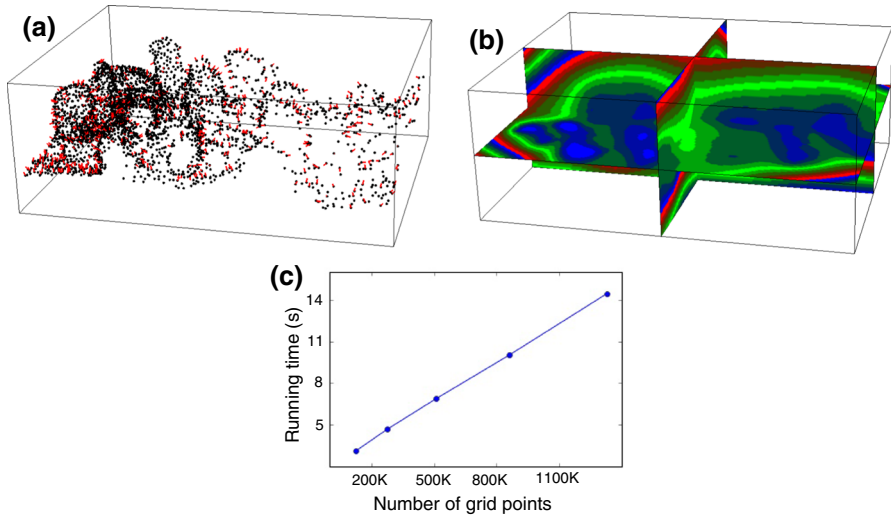 (a)
(b)
(c)
Running time (s)
14
11
8
5
200K 500K 800K 1100K
Number of grid points